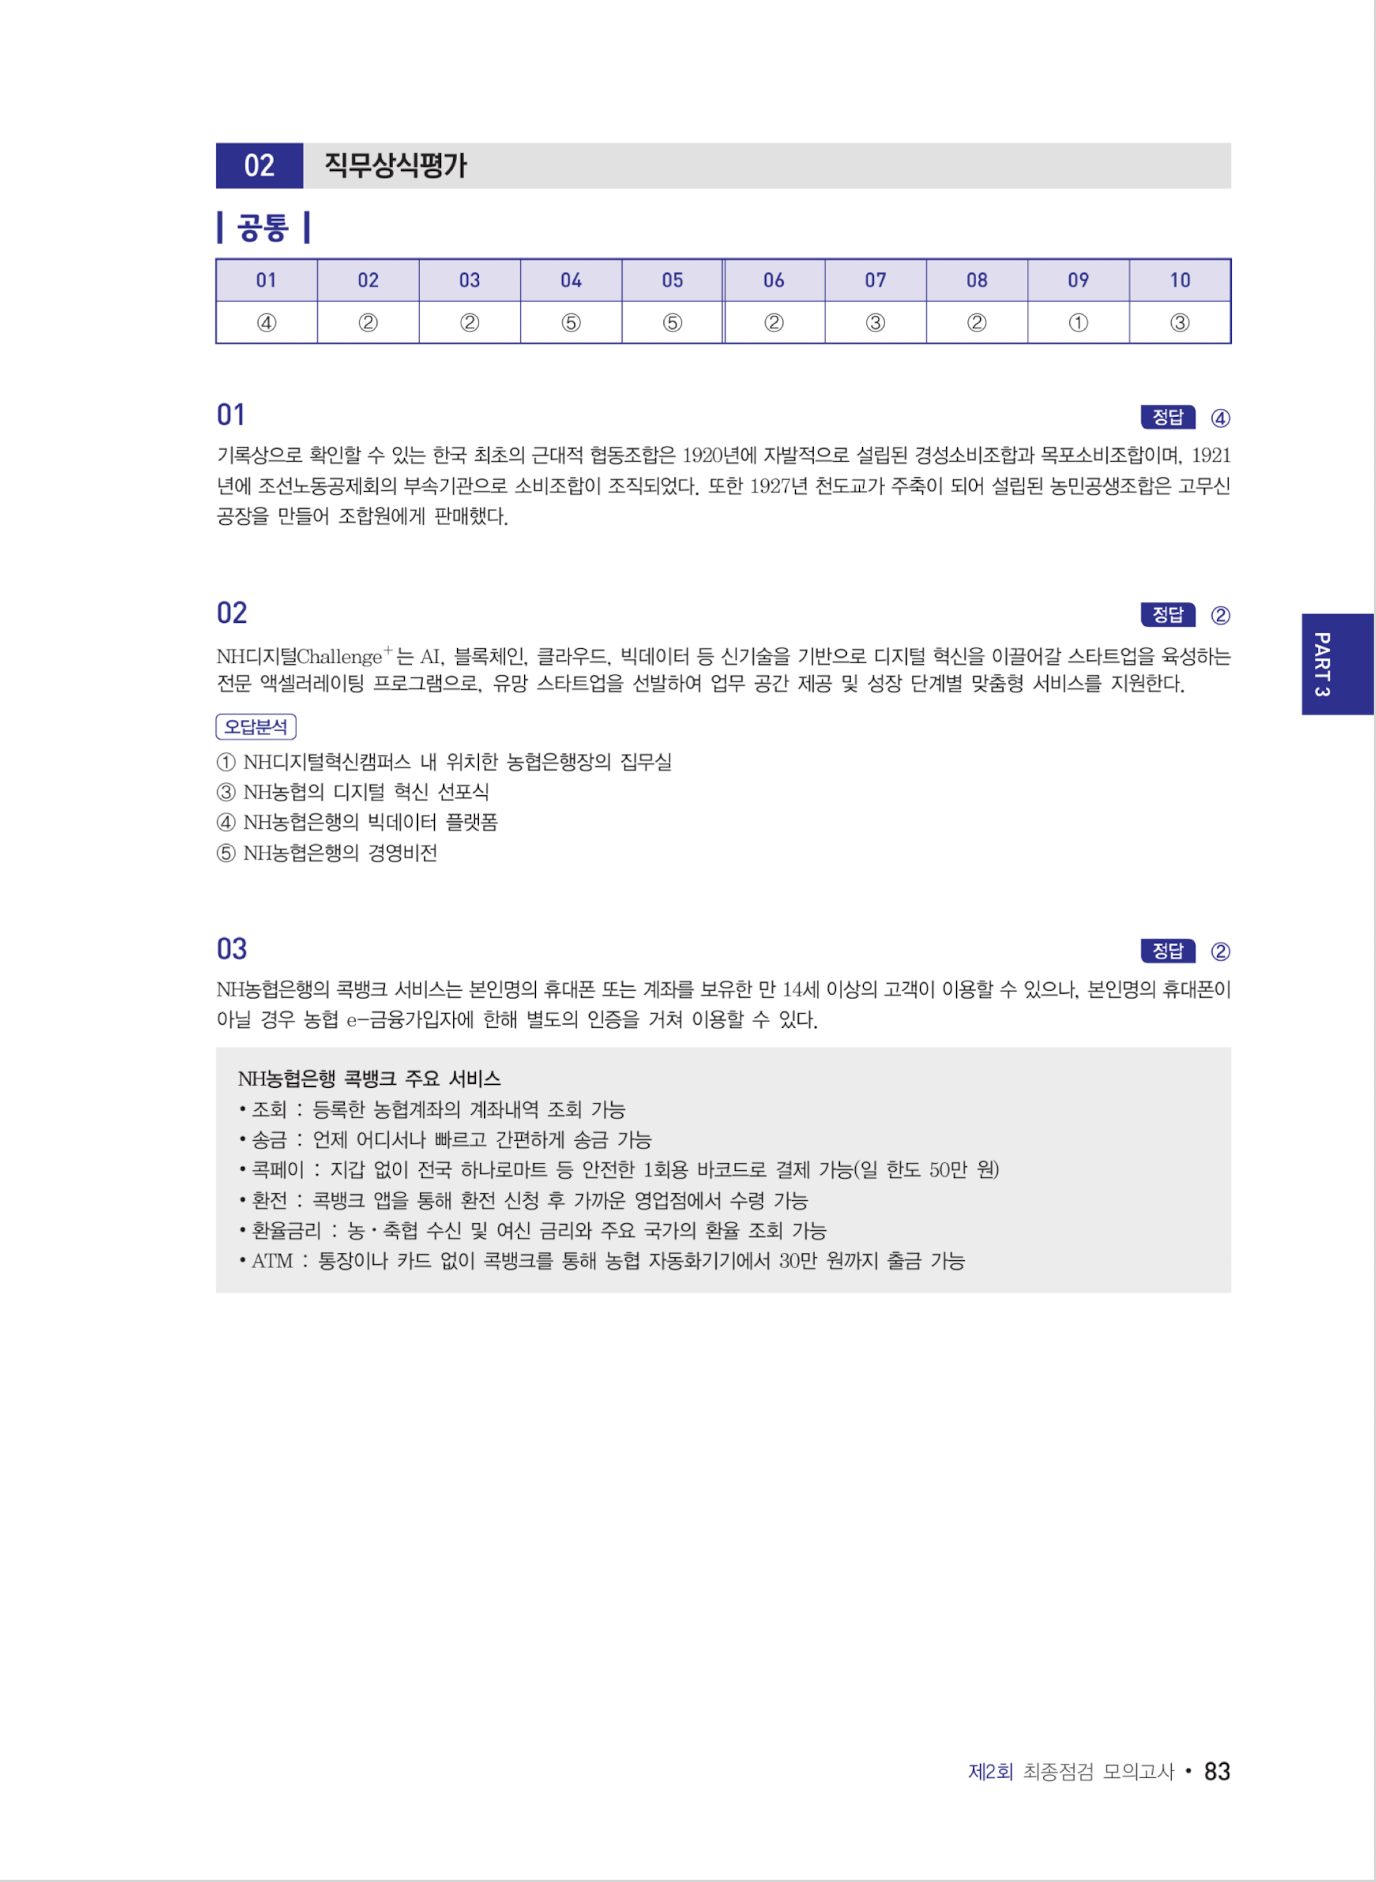 02 직무상식평가
| 공통 |
01 02 03 04 05 06 07 08 09 10
④ ② ② ⑤ ⑤ ② ③ ② ① ③
01 정답 ④
기록상으로 확인할 수 있는 한국 최초의 근대적 협동조합은 1920년에 자발적으로 설립된 경성소비조합과 목포소비조합이며, 1921
년에 조선노동공제회의 부속기관으로 소비조합이 조직되었다. 또한 1927년 천도교가 주축이 되어 설립된 농민공생조합은 고무신
공장을 만들어 조합원에게 판매했다.
02 정답 ②
NH디지털Challenge⁺는 AI, 블록체인, 클라우드, 빅데이터 등 신기술을 기반으로 디지털 혁신을 이끌어갈 스타트업을 육성하는
전문 액셀러레이팅 프로그램으로, 유망 스타트업을 선발하여 업무 공간 제공 및 성장 단계별 맞춤형 서비스를 지원한다.
오답분석
① NH디지털혁신캠퍼스 내 위치한 농협은행장의 집무실
③ NH농협의 디지털 혁신 선포식
④ NH농협은행의 빅데이터 플랫폼
⑤ NH농협은행의 경영비전
PART 3
03 정답 ②
NH농협은행의 콕뱅크 서비스는 본인명의 휴대폰 또는 계좌를 보유한 만 14세 이상의 고객이 이용할 수 있으나, 본인명의 휴대폰이
아닐 경우 농협 e-금융가입자에 한해 별도의 인증을 거쳐 이용할 수 있다.
NH농협은행 콕뱅크 주요 서비스
• 조회 : 등록한 농협계좌의 계좌내역 조회 가능
• 송금 : 언제 어디서나 빠르고 간편하게 송금 가능
• 콕페이 : 지갑 없이 전국 하나로마트 등 안전한 1회용 바코드로 결제 가능(일 한도 50만 원)
• 환전 : 콕뱅크 앱을 통해 환전 신청 후 가까운 영업점에서 수령 가능
• 환율금리 : 농・축협 수신 및 여신 금리와 주요 국가의 환율 조회 가능
• ATM : 통장이나 카드 없이 콕뱅크를 통해 농협 자동화기기에서 30만 원까지 출금 가능
제2회 최종점검 모의고사 • 83